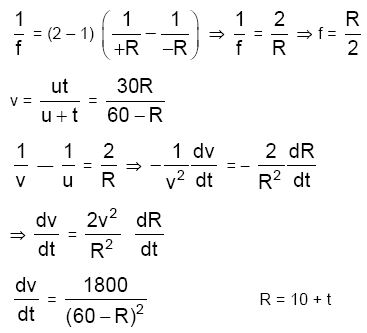 1/f = (2 – 1) (1/+R – 1/–R) ⇒ 1/f = 2/R ⇒ f = R/2
v = ut/u + t = 30R/60 – R
1/v — 1/u = 2/R ⇒ – 1/v² dv/dt = – 2/R² dR/dt
⇒ dv/dt = 2v²/R² dR/dt
dv/dt = 1800/(60 – R)² R = 10 + t